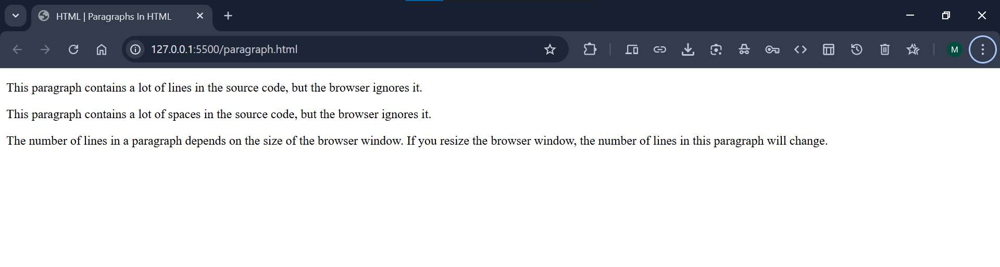 HTML | Paragraphs In HTML
127.0.0.1:5500/paragraph.html
M
This paragraph contains a lot of lines in the source code, but the browser ignores it.
This paragraph contains a lot of spaces in the source code, but the browser ignores it.
The number of lines in a paragraph depends on the size of the browser window. If you resize the browser window, the number of lines in this paragraph will change.